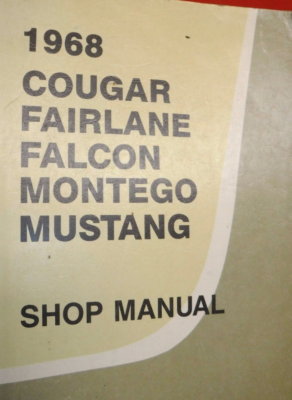 1968
COUGAR
FAIRLANE
FALCON
MONTEGO
MUSTANG
SHOP MANUAL